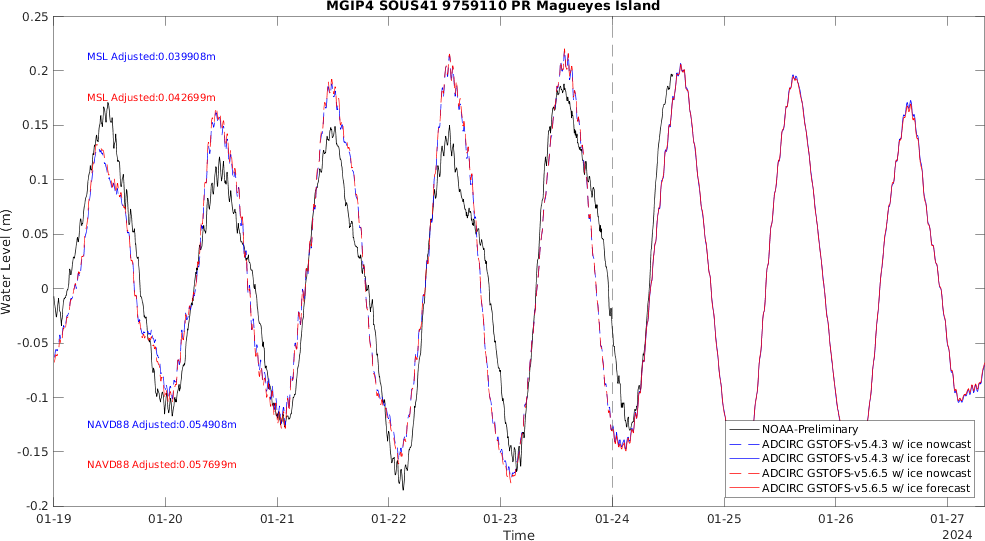 MGIP4 SOUS41 9759110 PR Magueyes Island
0.25
0.2
0.15
0.1
0.05
0
-0.05
-0.1
-0.15
-0.2
Water Level (m)
MSL Adjusted:0.039908m
MSL Adjusted:0.042699m
NAVD88 Adjusted:0.054908m
NAVD88 Adjusted:0.057699m
NOAA-Preliminary
ADCIRC GSTOFS-v5.4.3 w/ ice nowcast
ADCIRC GSTOFS-v5.4.3 w/ ice forecast
ADCIRC GSTOFS-v5.6.5 w/ ice nowcast
ADCIRC GSTOFS-v5.6.5 w/ ice forecast
01-19 01-20 01-21 01-22 01-23 01-24 01-25 01-26 01-27
Time
2024